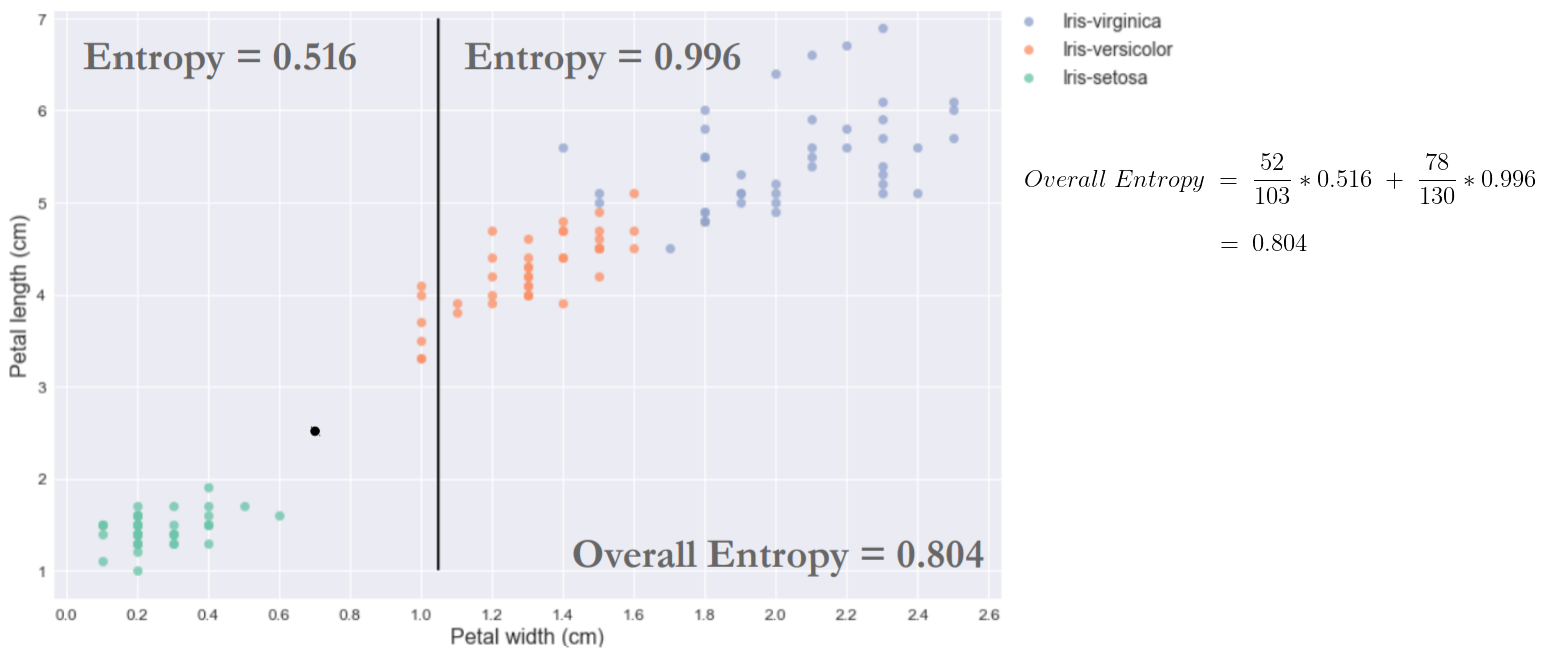 Entropy = 0.516
Entropy = 0.996
Overall Entropy = 0.804
7
6
5
4
3
2
1
Petal length (cm)
0.0 0.2 0.4 0.6 0.8 1.0 1.2 1.4 1.6 1.8 2.0 2.2 2.4 2.6
Petal width (cm)
Iris-virginica
Iris-versicolor
Iris-setosa
Overall Entropy = 52/103 * 0.516 + 78/130 * 0.996
= 0.804